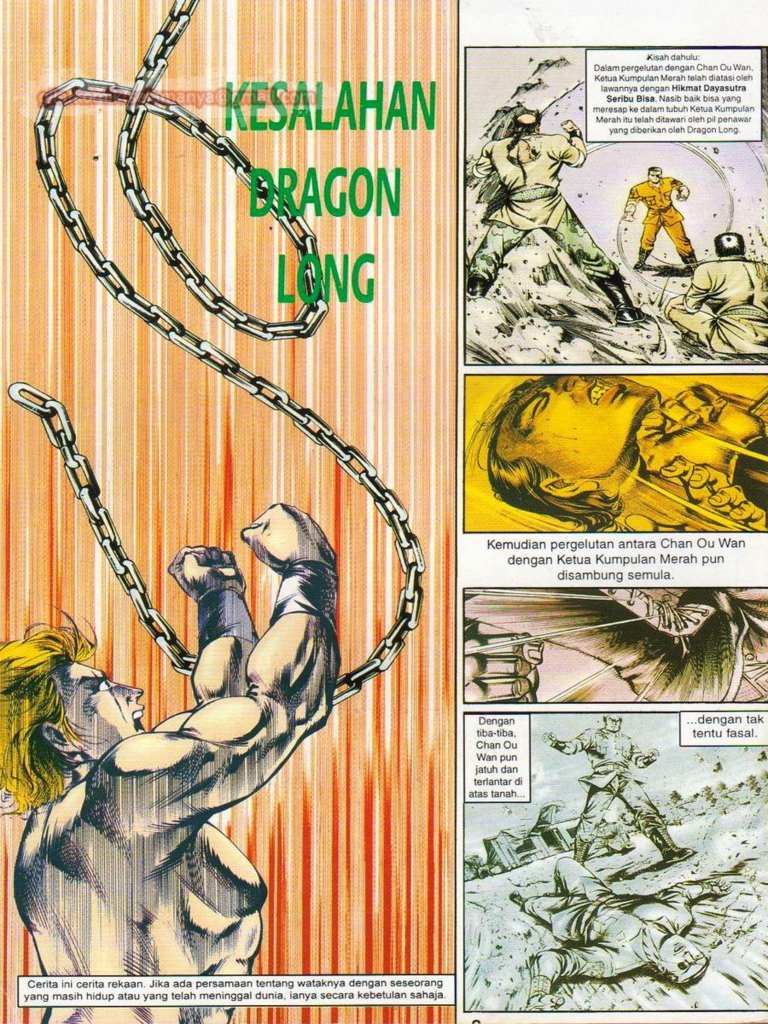 KESALAHAN
DRAGON
LONG
Cerita ini cerita rekaan. Jika ada persamaan tentang wataknya dengan seseorang
yang masih hidup atau yang telah meninggal dunia, ianya secara kebetulan sahaja.
Kisah dahulu:
Dalam pergelutan dengan Chan Ou Wan,
Ketua Kumpulan Merah telah diatasi oleh
lawannya dengan Hikmat Dayasutra
Seribu Bisa. Nasib baik bisa yang
meresap ke dalam tubuh Ketua Kumpulan
Merah itu telah ditawari oleh pil penawar
yang diberikan oleh Dragon Long.
Kemudian pergelutan antara Chan Ou Wan
dengan Ketua Kumpulan Merah pun
disambung semula.
Dengan
tiba-tiba,
Chan Ou
Wan pun
jatuh dan
terlantar di
atas tanah...
...dengan tak
tentu fasal.